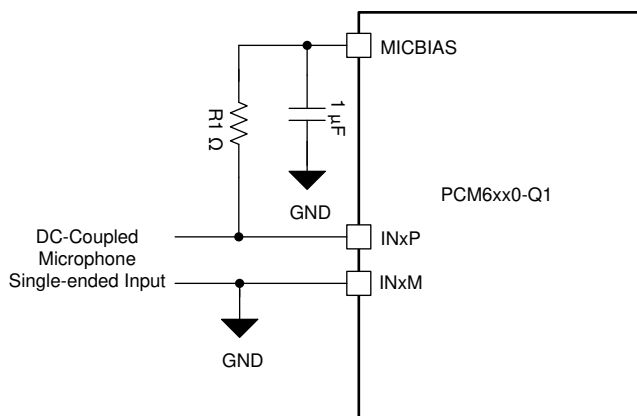 MICBIAS
R1 Ω
1 µF
GND
PCM6xx0-Q1
DC-Coupled
Microphone
Single-ended Input
INxP
INxM
GND